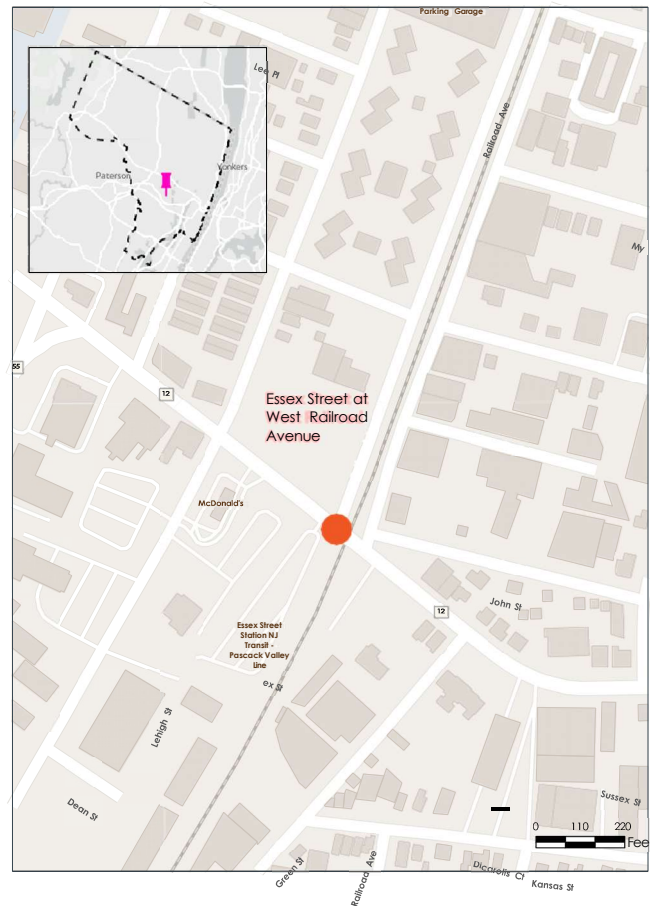 Parking Garage
Lee Pl
Railroad Ave
Yonkers
Paterson
My
55
12
Essex Street at
West Railroad
Avenue
McDonald's
12
John St
Essex Street
Station NJ
Transit -
Pascack Valley
Line
ex St
Lehigh St
Dean St
Sussex St
0 110 220
Fee
Green St
Railroad Ave
Dicarolis Ct
Kansas St